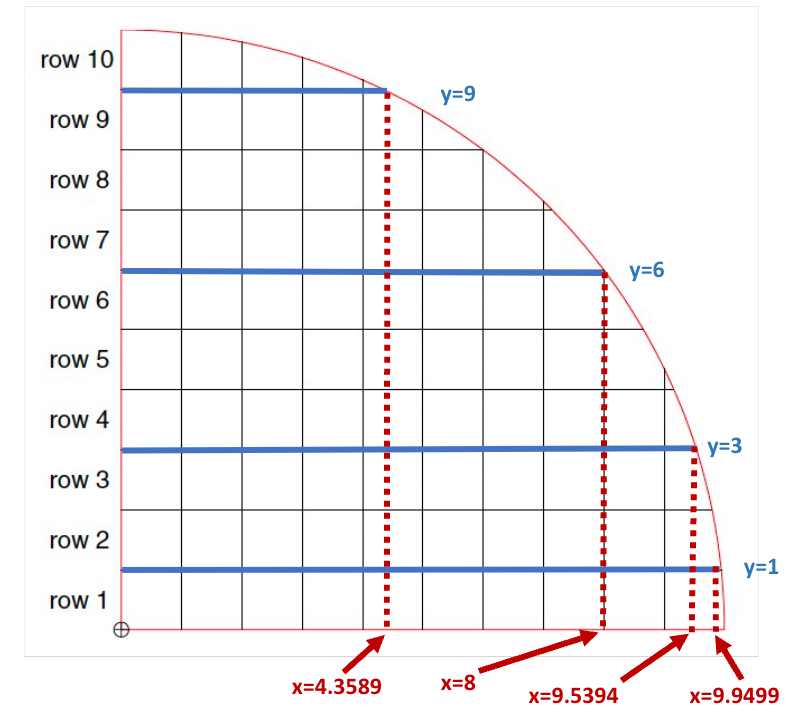 row 10
y=9
row 9
row 8
row 7
y=6
row 6
row 5
row 4
y=3
row 3
row 2
y=1
row 1
x=4.3589
x=8
x=9.5394
x=9.9499